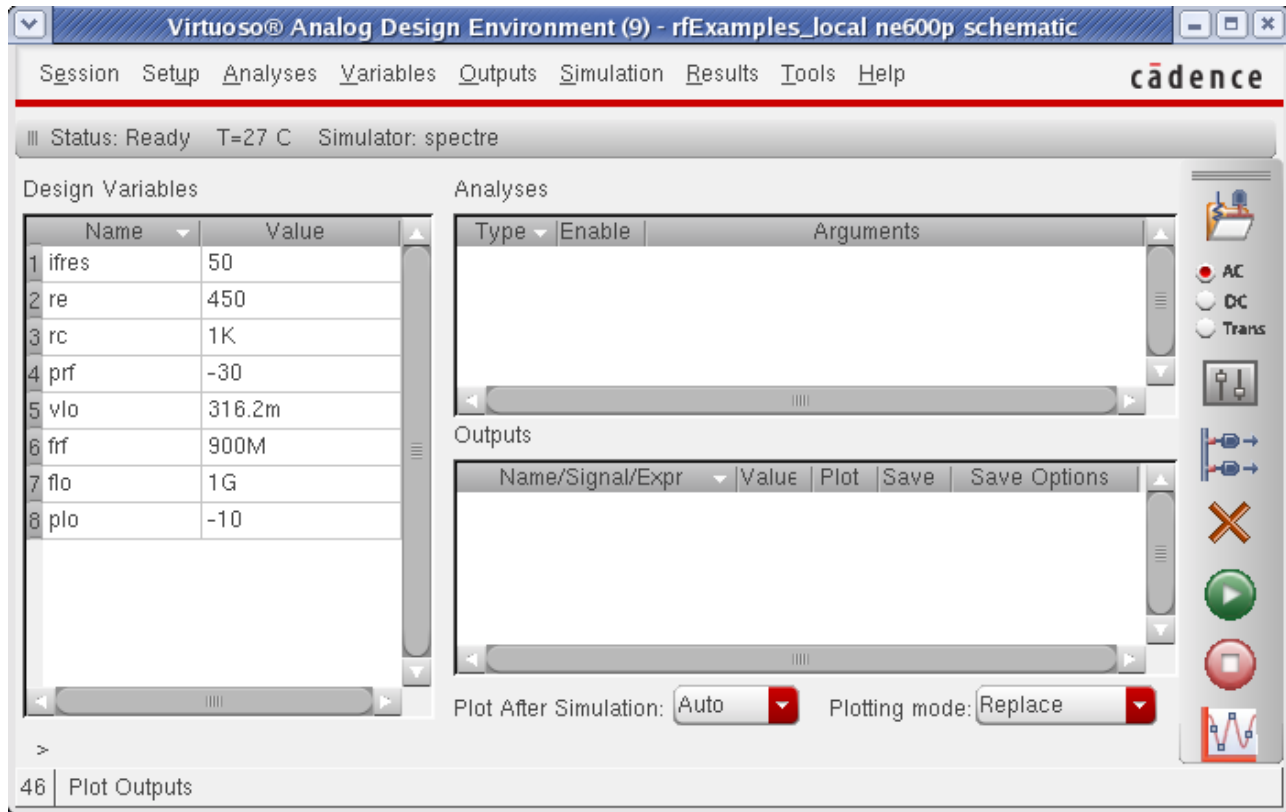 Virtuoso® Analog Design Environment (9) - rfExamples_local ne600p schematic
Session Setup Analyses Variables Outputs Simulation Results Tools Help cādence
Status: Ready T=27 C Simulator: spectre
Design Variables
Name Value
1 ifres 50
2 re 450
3 rc 1K
4 prf -30
5 vlo 316.2m
6 frf 900M
7 flo 1G
8 plo -10
Analyses
Type Enable Arguments
Outputs
Name/Signal/Expr Value Plot Save Save Options
Plot After Simulation: Auto Plotting mode: Replace
AC
DC
Trans
>
46 Plot Outputs